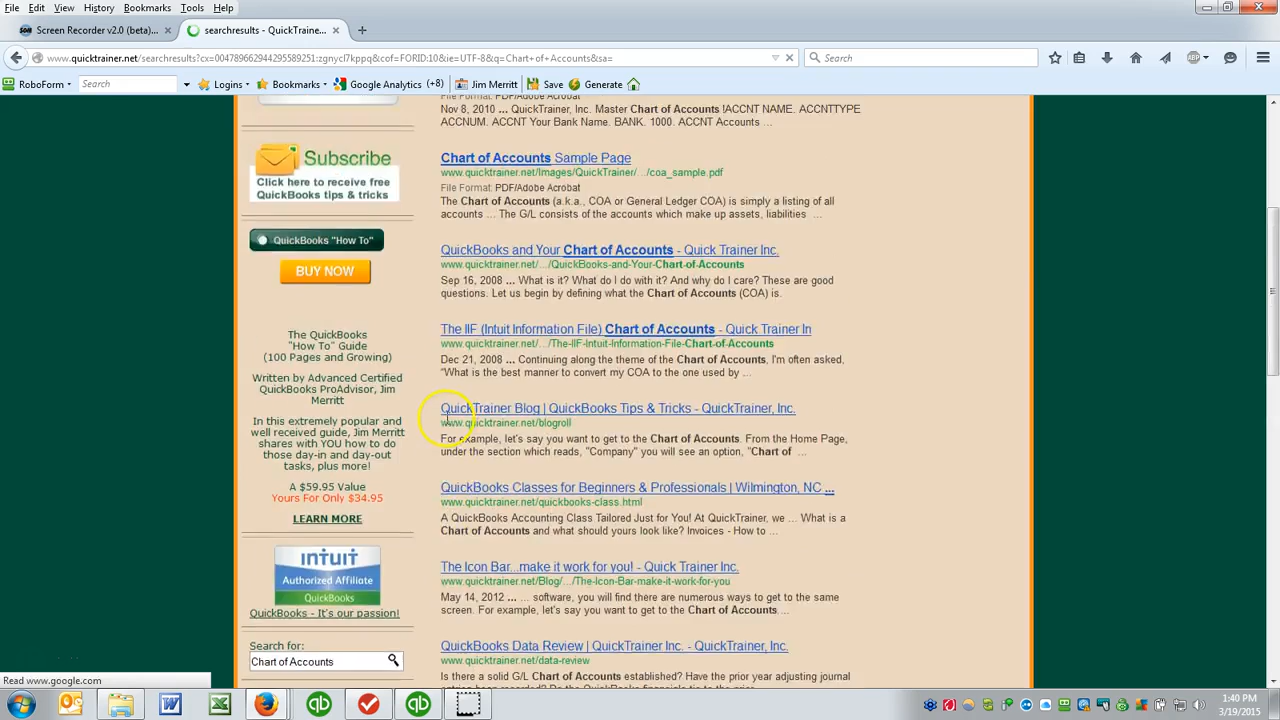 File Edit View History Bookmarks Tools Help
Screen Recorder v2.0 (beta)... × searchresults - QuickTraine... × +
www.quicktrainer.net/searchresults?cx=004789662944295589251:zgnycl7kppq&cof=FORID:10&ie=UTF-8&q=Chart+of+Accounts&sa= Search
RoboForm Search Logins Bookmarks Google Analytics (+8) Jim Merritt Save Generate
File Format: PDF/Adobe Acrobat
Nov 8, 2010 ... QuickTrainer, Inc. Master Chart of Accounts !ACCNT NAME. ACCNTTYPE
ACCNUM. ACCNT Your Bank Name. BANK. 1000. ACCNT Accounts ...
Chart of Accounts Sample Page
www.quicktrainer.net/Images/QuickTrainer/.../coa_sample.pdf
File Format: PDF/Adobe Acrobat
The Chart of Accounts (a.k.a., COA or General Ledger COA) is simply a listing of all
accounts ... The G/L consists of the accounts which make up assets, liabilities ...
QuickBooks and Your Chart of Accounts - Quick Trainer Inc.
www.quicktrainer.net/.../QuickBooks-and-Your-Chart-of-Accounts
Sep 16, 2008 ... What is it? What do I do with it? And why do I care? These are good
questions. Let us begin by defining what the Chart of Accounts (COA) is.
The IIF (Intuit Information File) Chart of Accounts - Quick Trainer In
www.quicktrainer.net/.../The-IIF-Intuit-Information-File-Chart-of-Accounts
Dec 21, 2008 ... Continuing along the theme of the Chart of Accounts, I'm often asked,
“What is the best manner to convert my COA to the one used by ...
QuickTrainer Blog | QuickBooks Tips & Tricks - QuickTrainer, Inc.
www.quicktrainer.net/blogroll
For example, let's say you want to get to the Chart of Accounts. From the Home Page,
under the section which reads, "Company" you will see an option, "Chart of ...
QuickBooks Classes for Beginners & Professionals | Wilmington, NC ...
www.quicktrainer.net/quickbooks-class.html
A QuickBooks Accounting Class Tailored Just for You! At QuickTrainer, we ... What is a
Chart of Accounts and what should yours look like? Invoices - How to ...
The Icon Bar...make it work for you! - Quick Trainer Inc.
www.quicktrainer.net/Blog/.../The-Icon-Bar-make-it-work-for-you
May 14, 2012 ... ... software, you will find there are numerous ways to get to the same
screen. For example, let's say you want to get to the Chart of Accounts. ...
QuickBooks Data Review | QuickTrainer Inc. - QuickTrainer, Inc.
www.quicktrainer.net/data-review
Is there a solid G/L Chart of Accounts established? Have the prior year adjusting journal
Subscribe
Click here to receive free
QuickBooks tips & tricks
QuickBooks "How To"
BUY NOW
The QuickBooks
"How To" Guide
(100 Pages and Growing)
Written by Advanced Certified
QuickBooks ProAdvisor, Jim
Merritt
In this extremely popular and
well received guide, Jim Merritt
shares with YOU how to do
those day-in and day-out
tasks, plus more!
A $59.95 Value
Yours For Only $34.95
LEARN MORE
intuit
Authorized Affiliate
QuickBooks
QuickBooks - It's our passion!
Search for:
Chart of Accounts
Read www.google.com
1:40 PM
3/19/2015